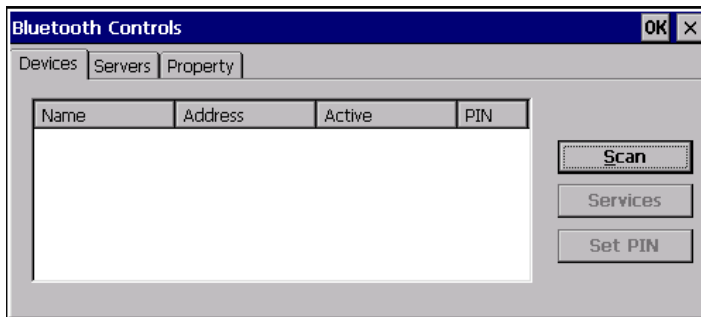 Bluetooth Controls OK ×
Devices Servers Property
Name Address Active PIN
Scan
Services
Set PIN